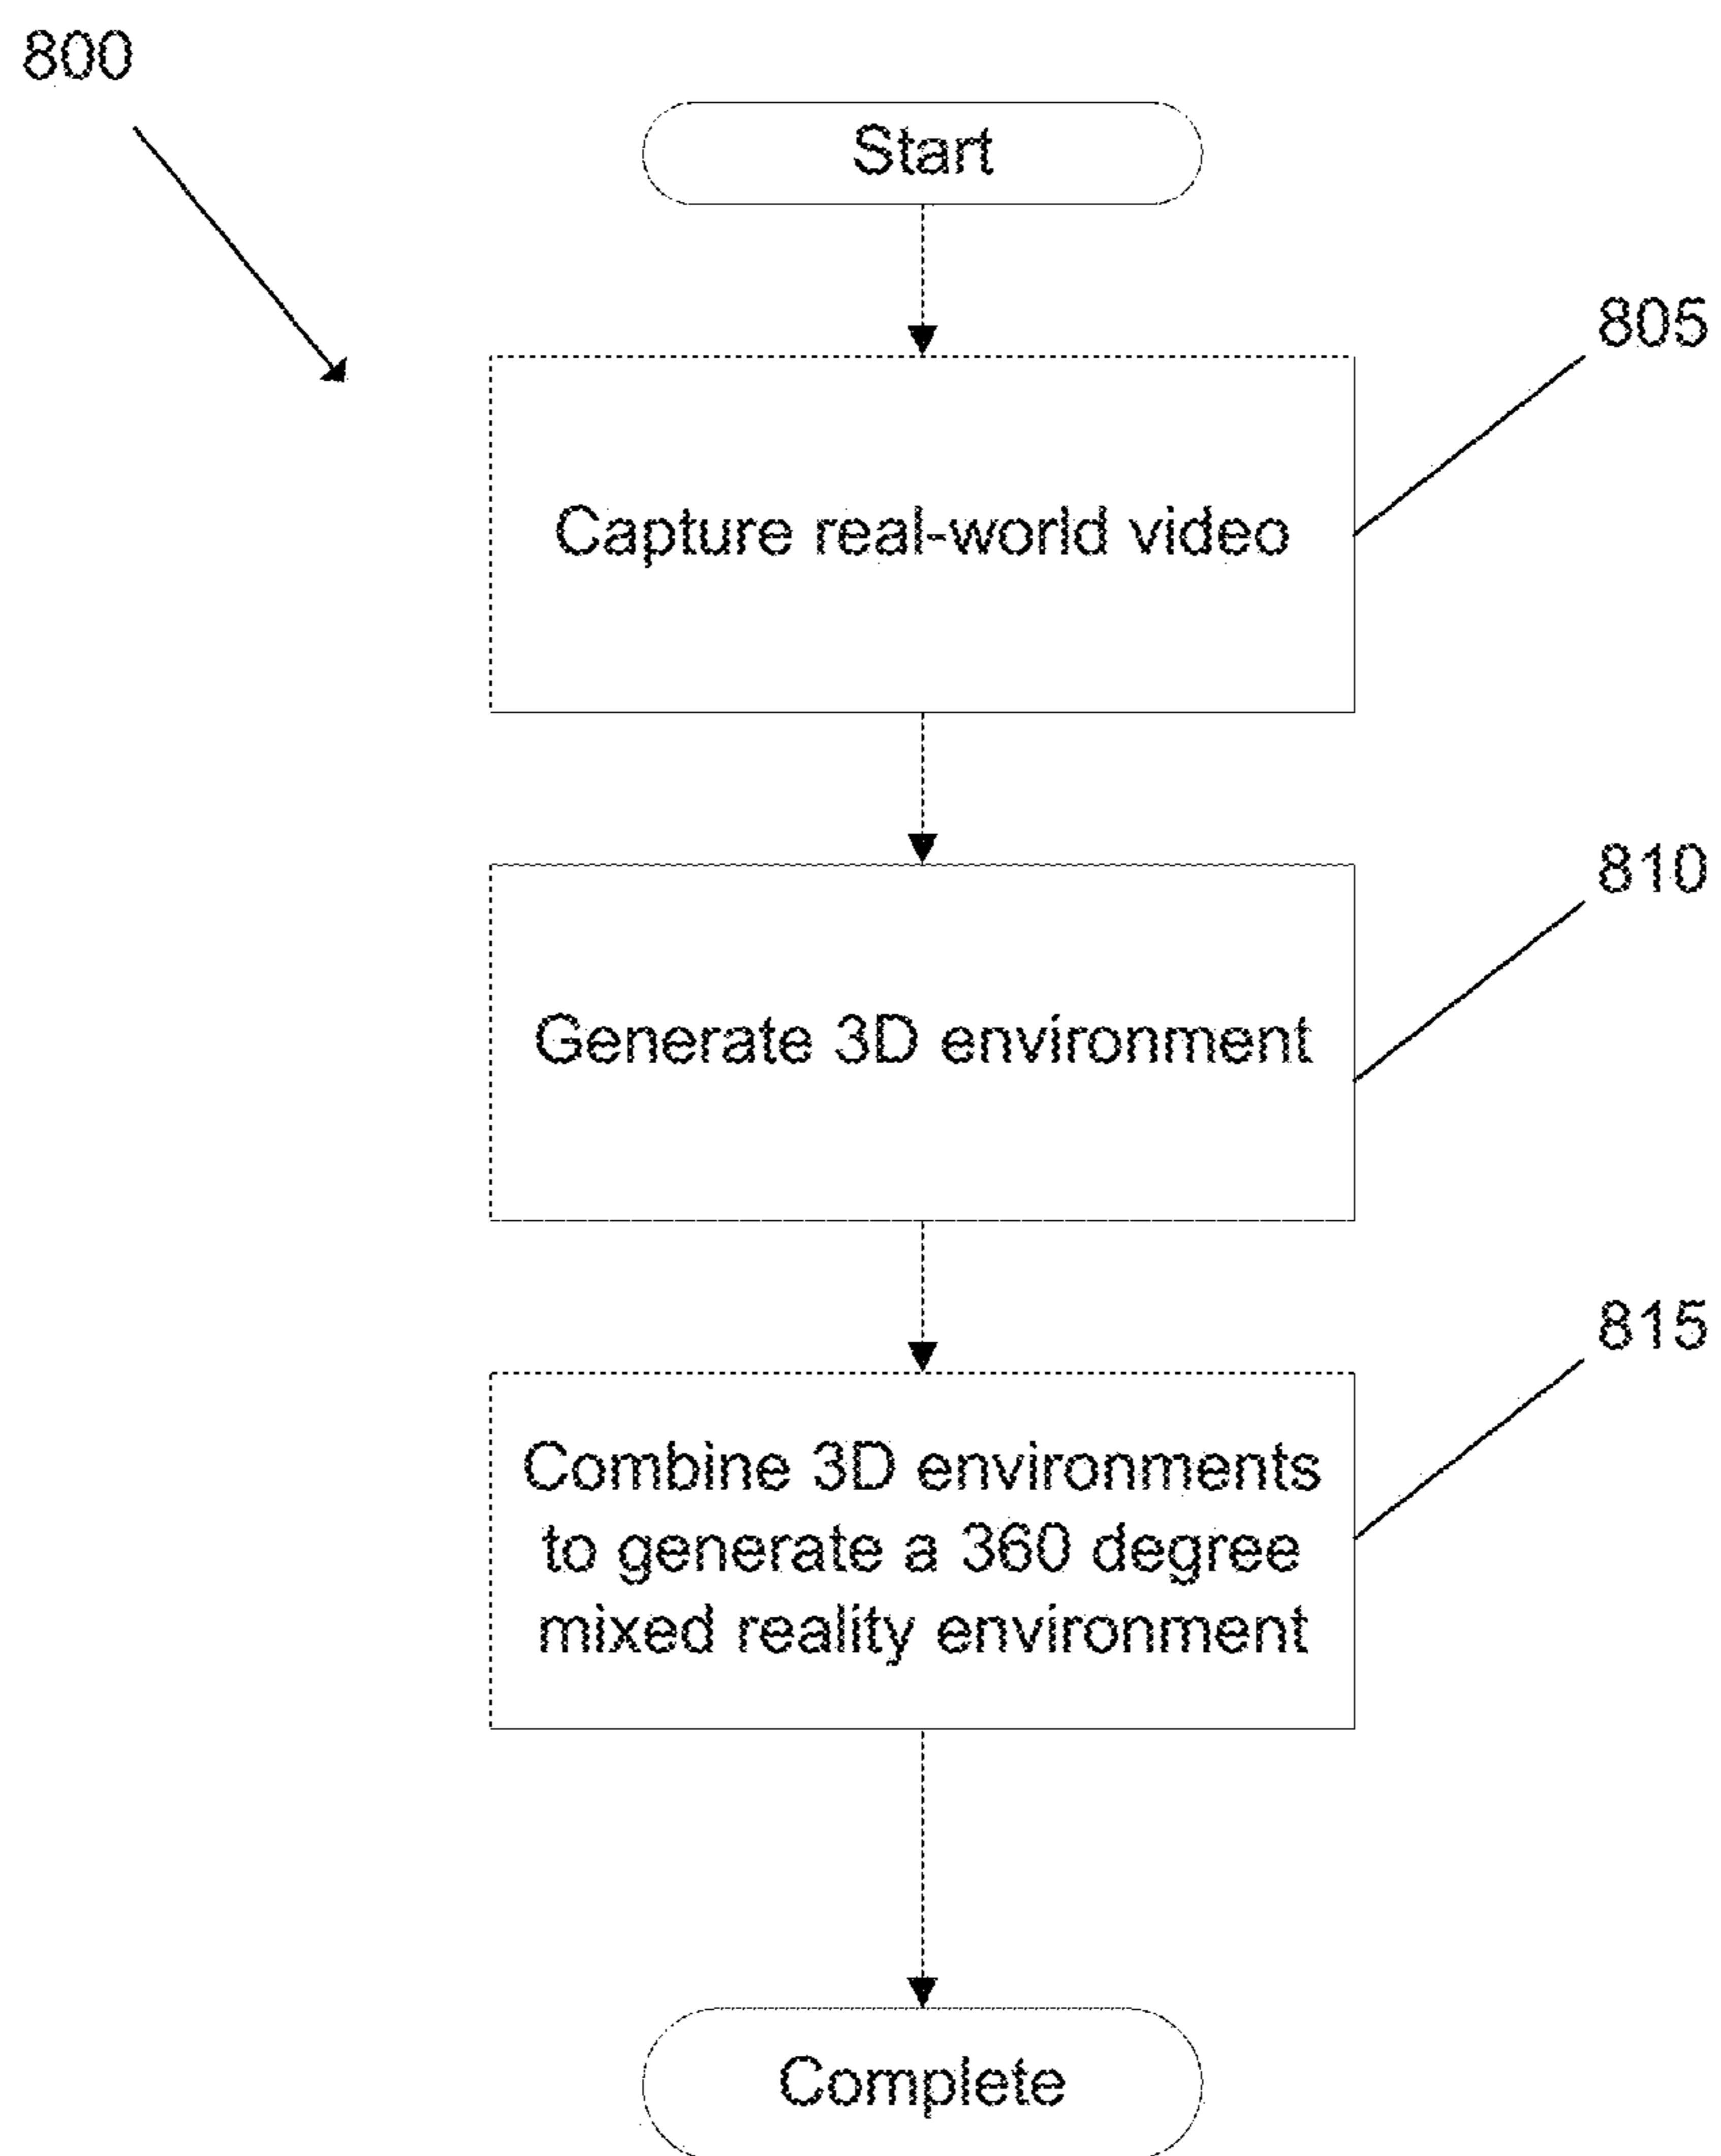 800
Start
805
Capture real-world video
810
Generate 3D environment
815
Combine 3D environments
to generate a 360 degree
mixed reality environment
Complete